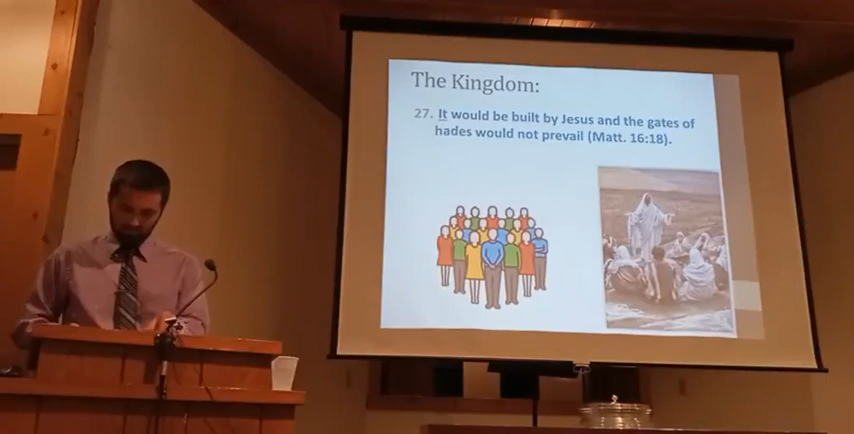 The Kingdom:
27. It would be built by Jesus and the gates of
hades would not prevail (Matt. 16:18).